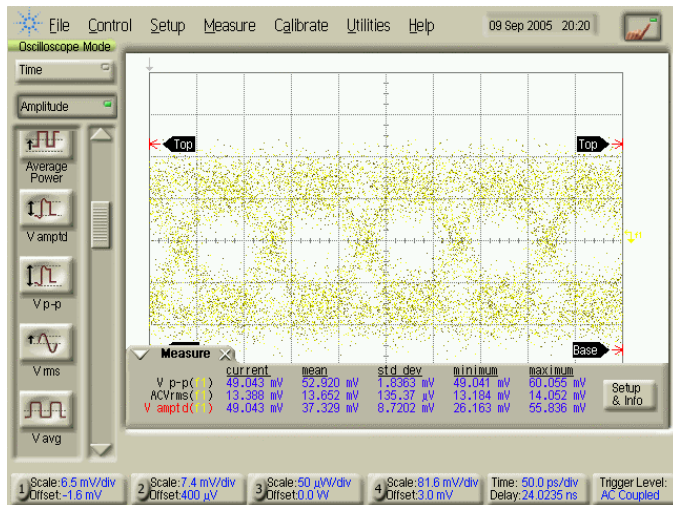 File Control Setup Measure Calibrate Utilities Help 09 Sep 2005 20:20
Oscilloscope Mode
Time
Amplitude
Top Top
Average
Power
V amptd
V p-p
V rms
V avg
Base
Measure
current mean std dev minimum maximum
V p-p(f1) 49.043 mV 52.920 mV 1.8363 mV 49.041 mV 60.055 mV
ACVrms(f1) 13.388 mV 13.652 mV 135.37 µV 13.184 mV 14.052 mV
V amptd(f1) 49.043 mV 37.329 mV 8.7202 mV 26.163 mV 55.836 mV
Setup
& Info
1 Scale:6.5 mV/div
Offset:-1.6 mV
2 Scale:7.4 mV/div
Offset:400 µV
3 Scale:50 µW/div
Offset:0.0 W
4 Scale:81.6 mV/div
Offset:3.0 mV
Time: 50.0 ps/div
Delay:24.0235 ns
Trigger Level:
AC Coupled